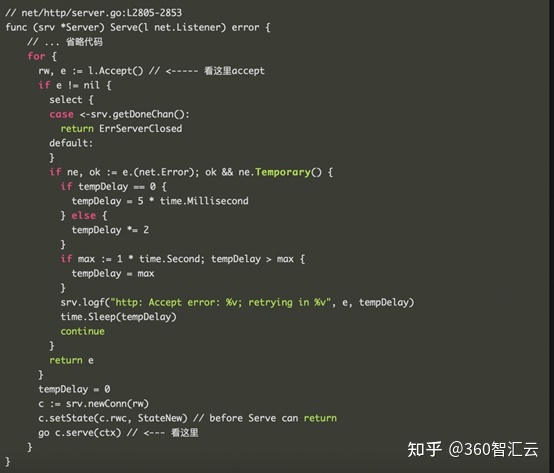 // net/http/server.go:L2805-2853
func (srv *Server) Serve(l net.Listener) error {
    // ... 省略代码
    for {
      rw, e := l.Accept() // <----- 看这里accept
      if e != nil {
        select {
        case <-srv.getDoneChan():
          return ErrServerClosed
        default:
        }
        if ne, ok := e.(net.Error); ok && ne.Temporary() {
          if tempDelay == 0 {
            tempDelay = 5 * time.Millisecond
          } else {
            tempDelay *= 2
          }
          if max := 1 * time.Second; tempDelay > max {
            tempDelay = max
          }
          srv.logf("http: Accept error: %v; retrying in %v", e, tempDelay)
          time.Sleep(tempDelay)
          continue
        }
        return e
      }
      tempDelay = 0
      c := srv.newConn(rw)
      c.setState(c.rwc, StateNew) // before Serve can return
      go c.serve(ctx) // <--- 看这里
    }
}
知乎 @360智汇云